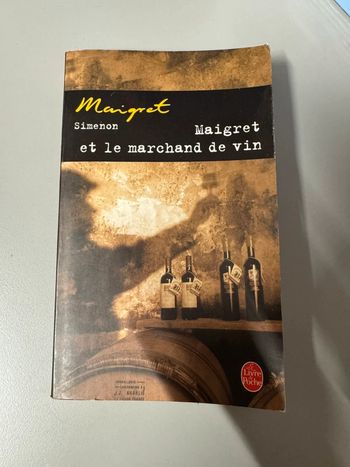 Maigret
Simenon
Maigret
et le marchand de vin
Le Livre
de
Poche